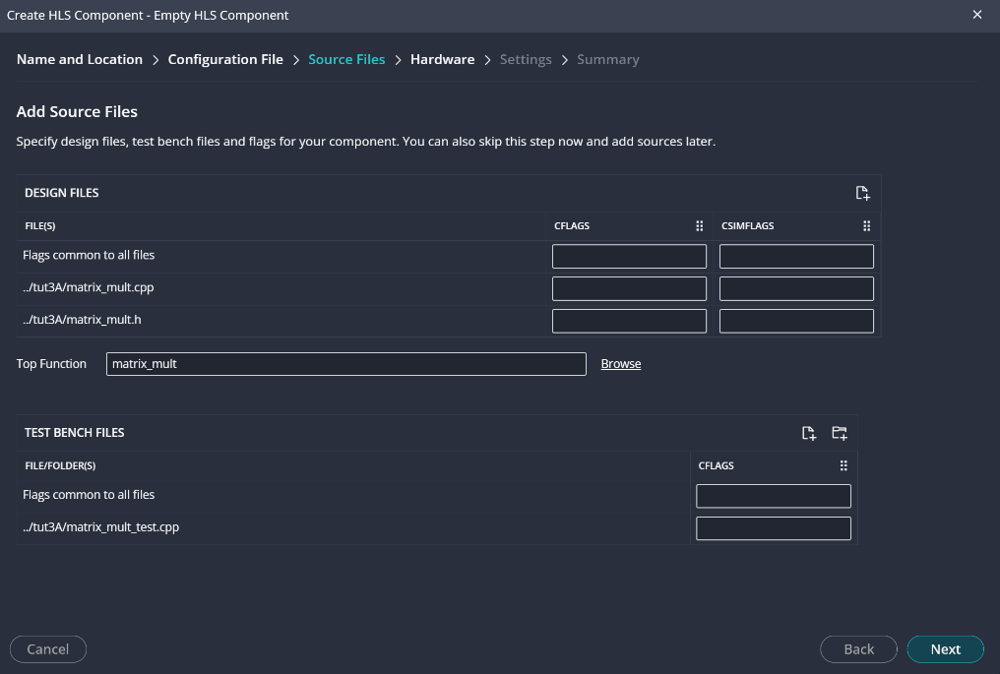 Create HLS Component - Empty HLS Component
Name and Location > Configuration File > Source Files > Hardware > Settings > Summary
Add Source Files
Specify design files, test bench files and flags for your component. You can also skip this step now and add sources later.
DESIGN FILES
FILE(S) CFLAGS CSIMFLAGS
Flags common to all files
../tut3A/matrix_mult.cpp
../tut3A/matrix_mult.h
Top Function matrix_mult Browse
TEST BENCH FILES
FILE/FOLDER(S) CFLAGS
Flags common to all files
../tut3A/matrix_mult_test.cpp
Cancel Back Next